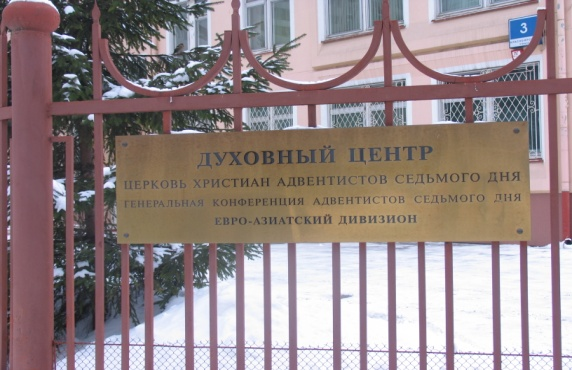 3
ДУХОВНЫЙ ЦЕНТР
ЦЕРКОВЬ ХРИСТИАН АДВЕНТИСТОВ СЕДЬМОГО ДНЯ
ГЕНЕРАЛЬНАЯ КОНФЕРЕНЦИЯ АДВЕНТИСТОВ СЕДЬМОГО ДНЯ
ЕВРО-АЗИАТСКИЙ ДИВИЗИОН